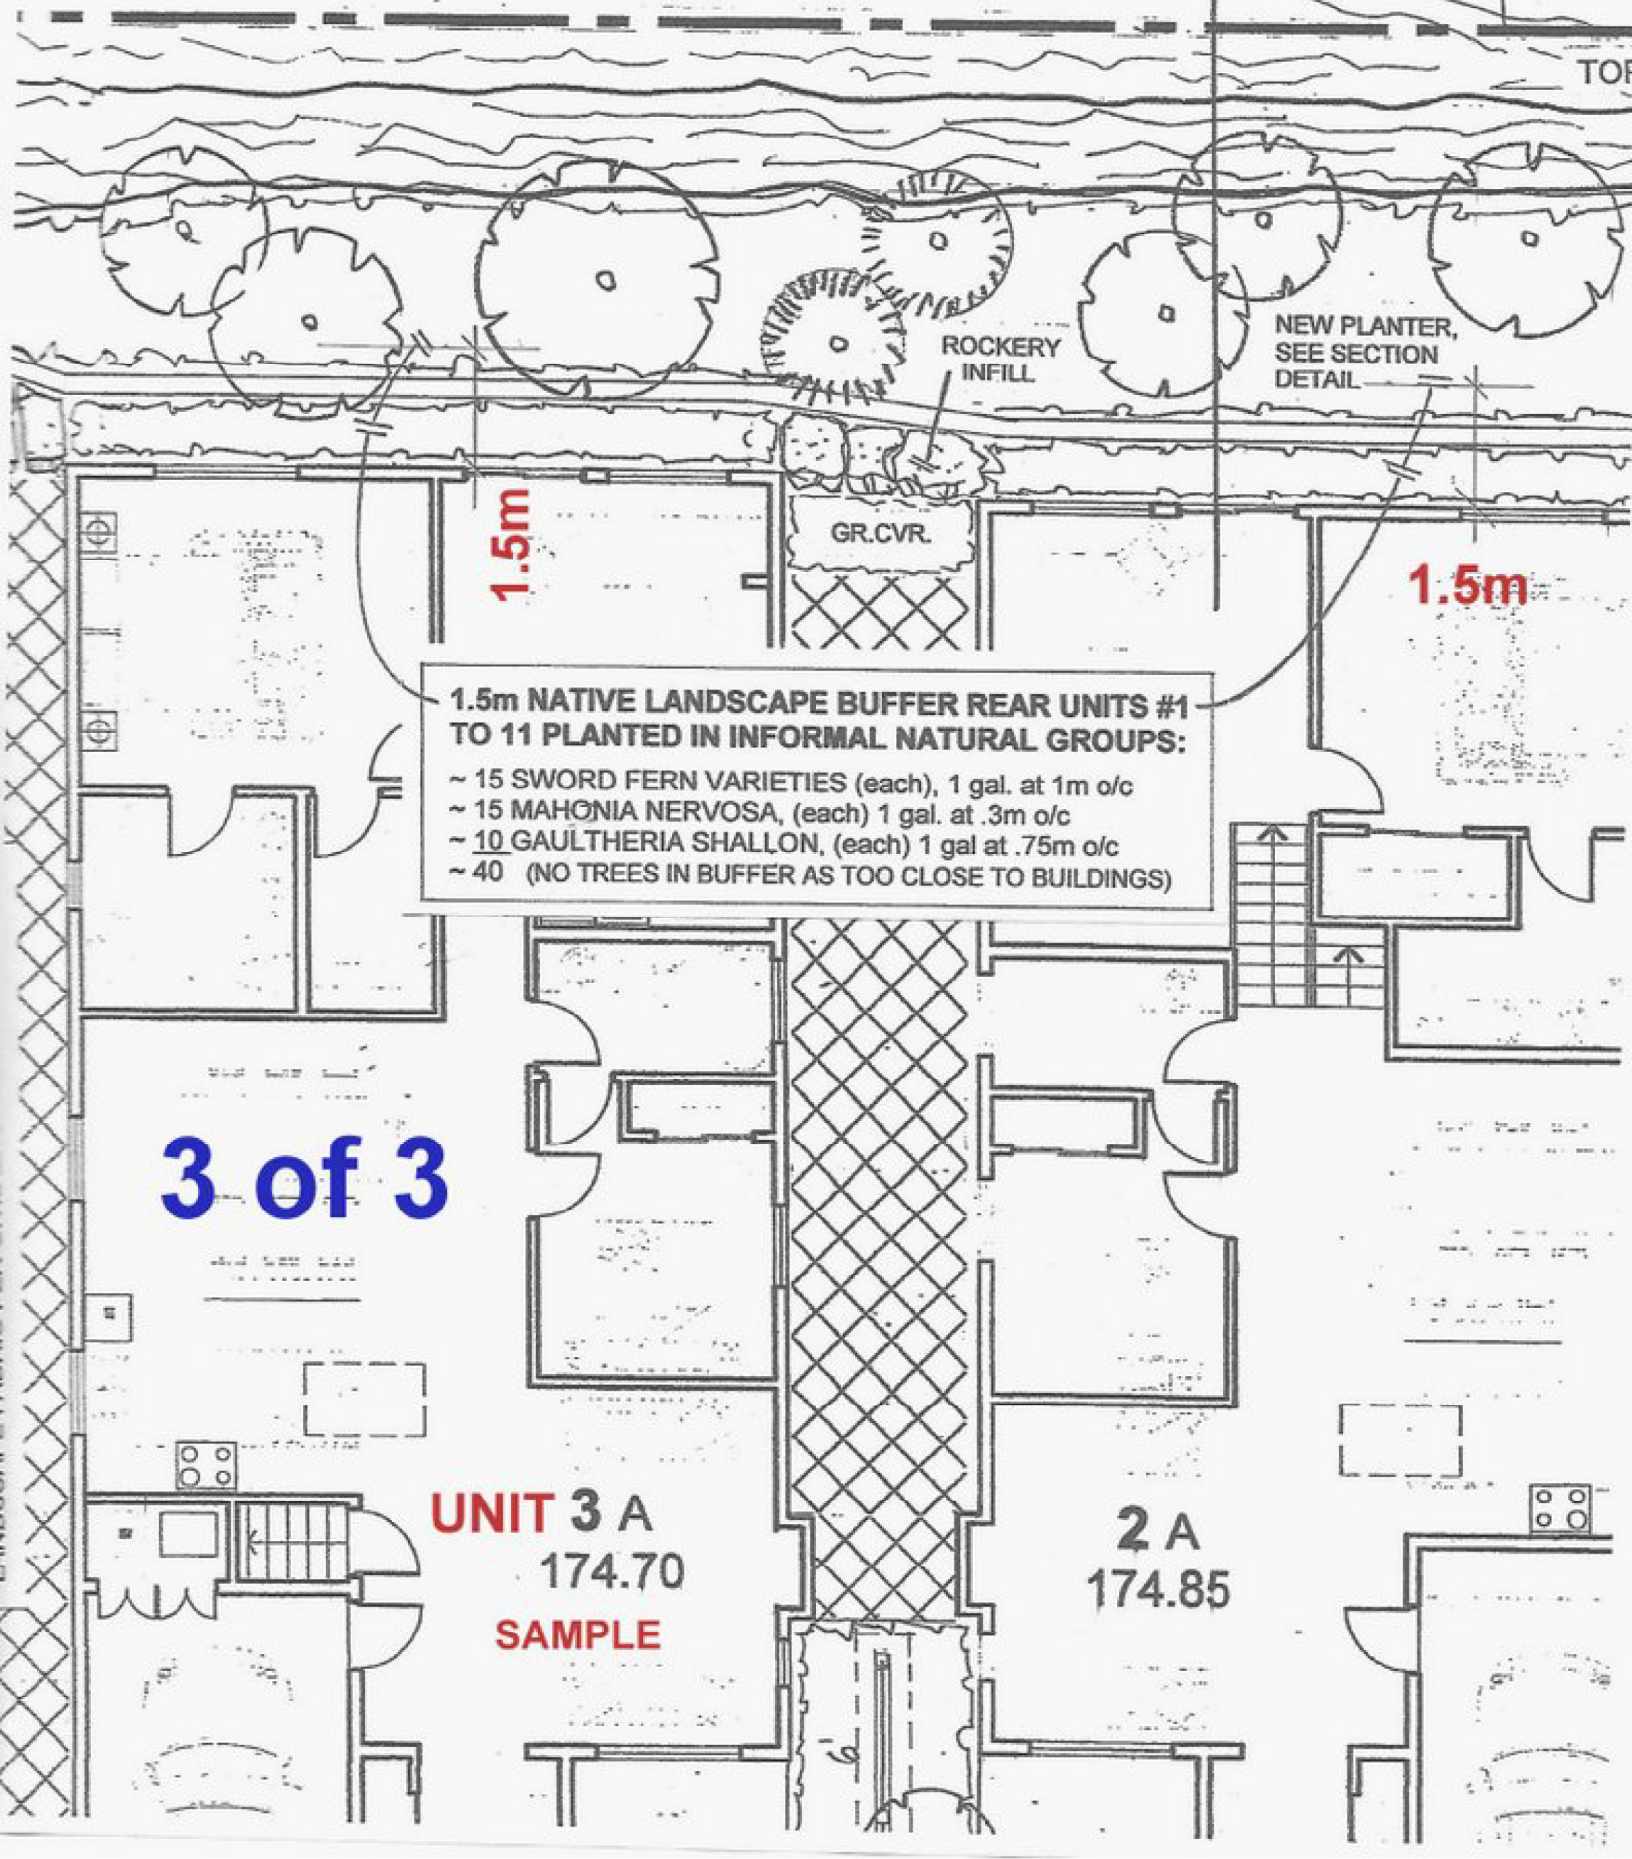 TOP
ROCKERY
INFILL
NEW PLANTER,
SEE SECTION
DETAIL
1.5m
GR.CVR.
1.5m
1.5m NATIVE LANDSCAPE BUFFER REAR UNITS #1
TO 11 PLANTED IN INFORMAL NATURAL GROUPS:
~ 15 SWORD FERN VARIETIES (each), 1 gal. at 1m o/c
~ 15 MAHONIA NERVOSA, (each) 1 gal. at .3m o/c
~ 10 GAULTHERIA SHALLON, (each) 1 gal at .75m o/c
~ 40 (NO TREES IN BUFFER AS TOO CLOSE TO BUILDINGS)
3 of 3
UNIT 3 A
174.70
SAMPLE
2 A
174.85